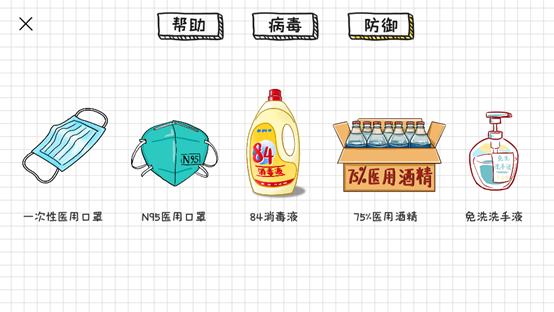 帮助
病毒
防御
N95
84
消毒液
75%医用酒精
免洗
洗手液
一次性医用口罩
N95医用口罩
84消毒液
75%医用酒精
免洗洗手液